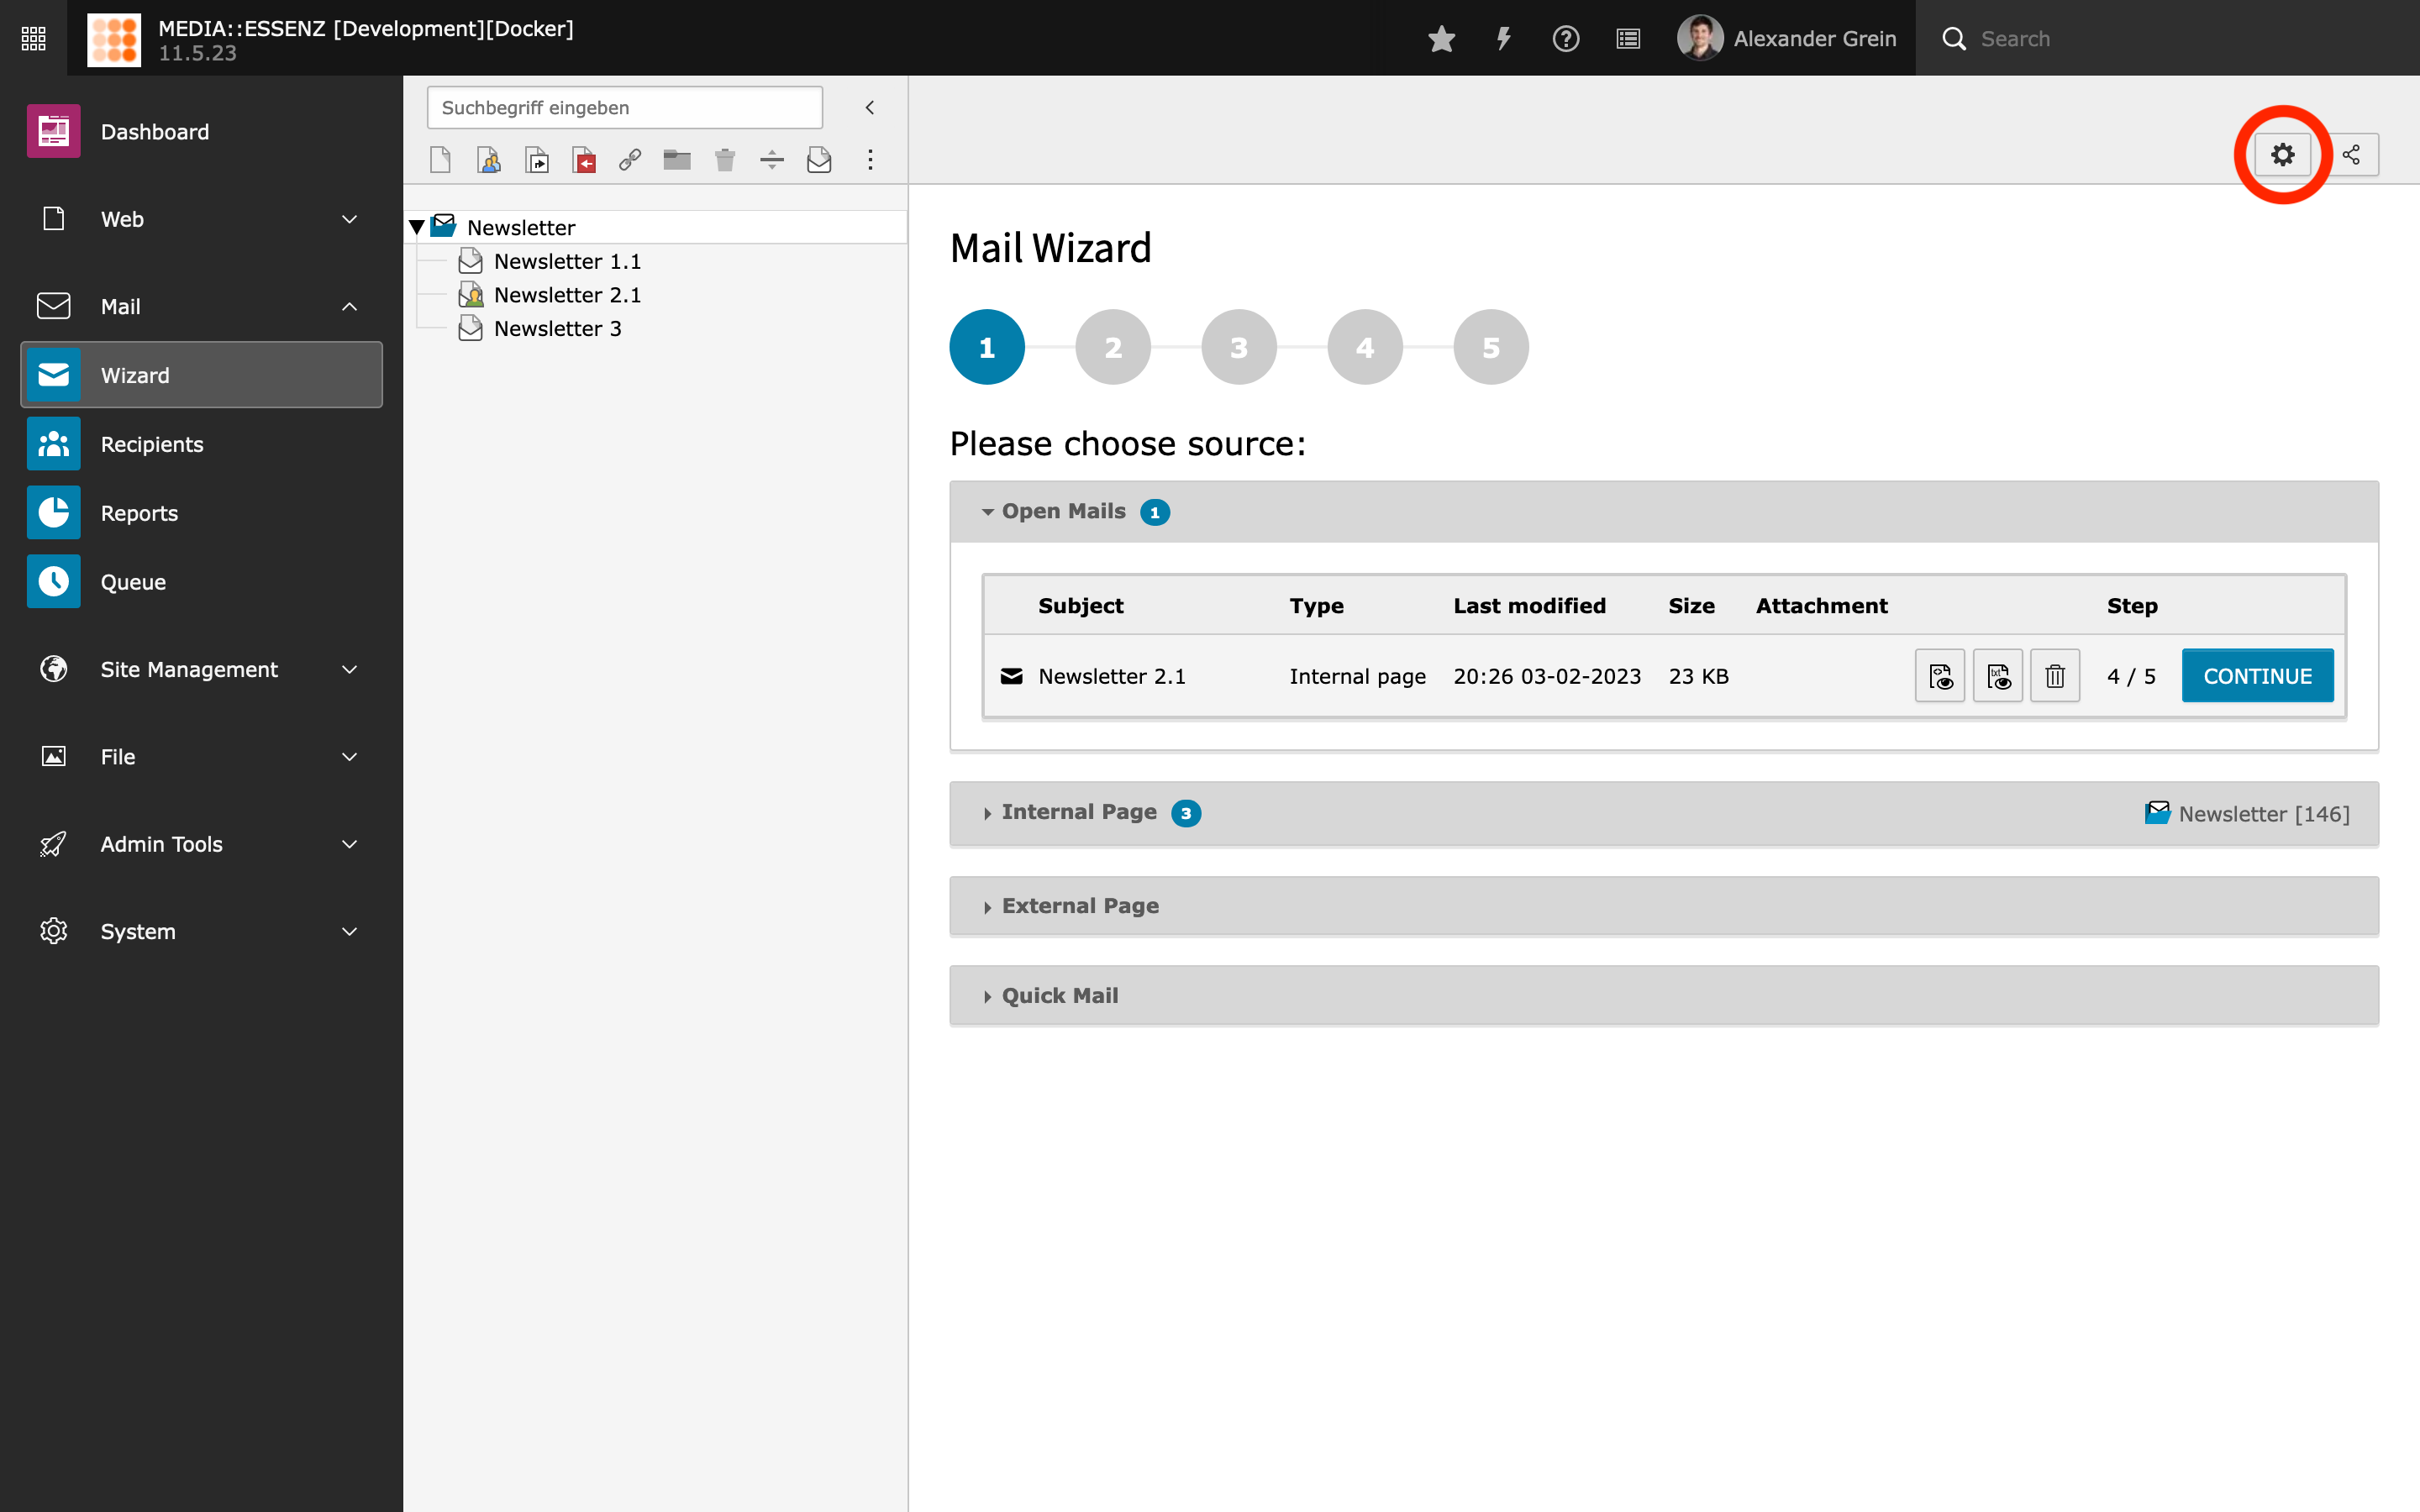 MEDIA::ESSENZ [Development][Docker]
11.5.23
Alexander Grein
Search
Dashboard
Web
Mail
Wizard
Recipients
Reports
Queue
Site Management
File
Admin Tools
System
Suchbegriff eingeben
Newsletter
Newsletter 1.1
Newsletter 2.1
Newsletter 3
Mail Wizard
1 2 3 4 5
Please choose source:
Open Mails 1
Subject Type Last modified Size Attachment Step
Newsletter 2.1 Internal page 20:26 03-02-2023 23 KB txt 4 / 5 CONTINUE
Internal Page 3 Newsletter [146]
External Page
Quick Mail